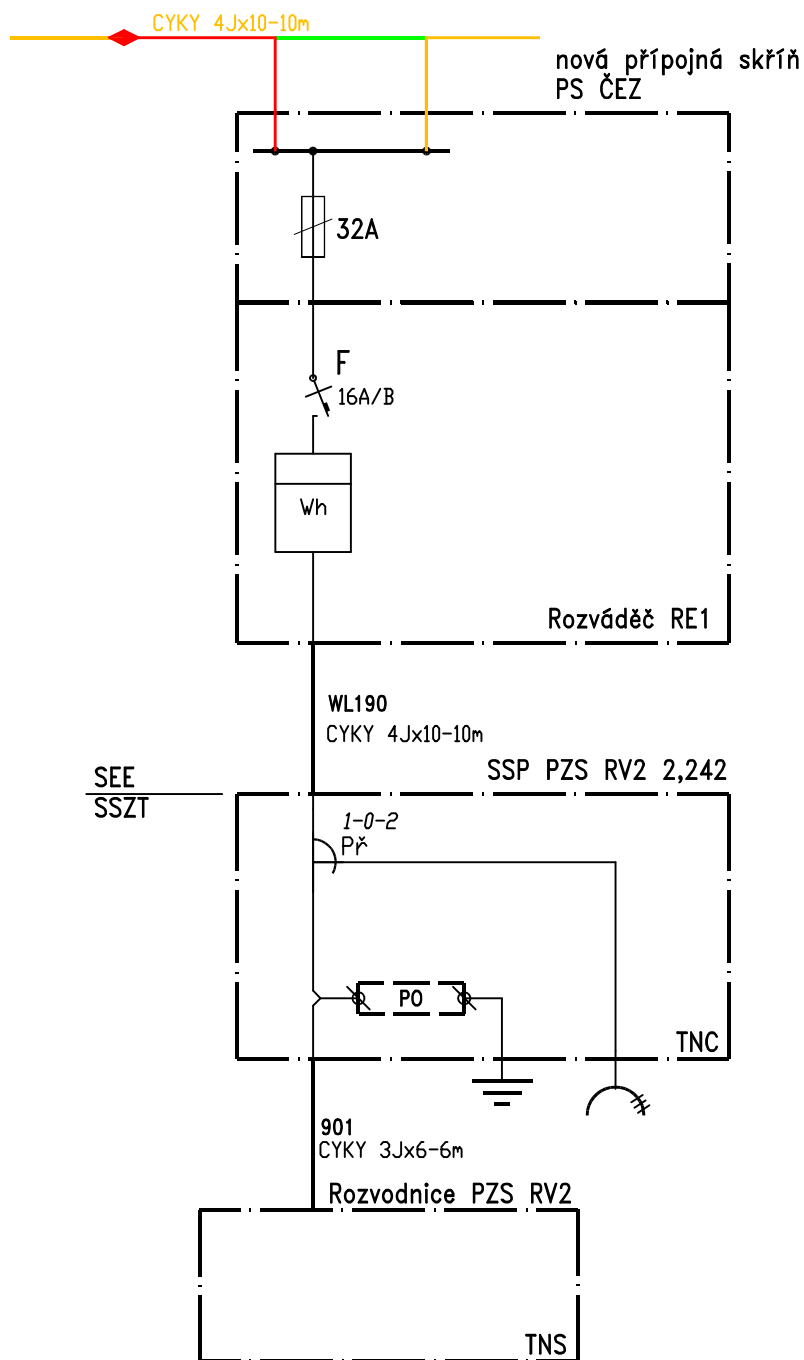 CYKY 4Jx10-10m
nová přípojná skříň
PS ČEZ
32A
F
16A/B
Wh
Rozváděč RE1
WL190
CYKY 4Jx10-10m
SSP PZS RV2 2,242
SEE
SSZT
1-0-2
Př
PO
TNC
901
CYKY 3Jx6-6m
Rozvodnice PZS RV2
TNS